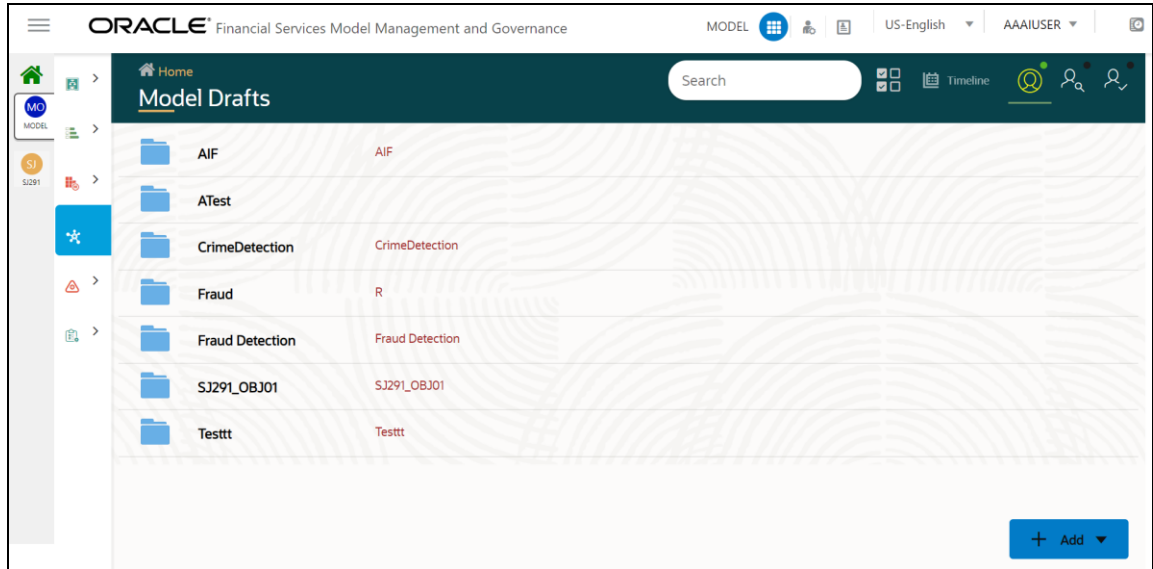 ORACLE Financial Services Model Management and Governance
MODEL
US-English
AAAIUSER
Home
Model Drafts
Search
Timeline
MO
MODEL
SJ
SJ291
AIF AIF
ATest
CrimeDetection CrimeDetection
Fraud R
Fraud Detection Fraud Detection
SJ291_OBJ01 SJ291_OBJ01
Testtt Testtt
+ Add